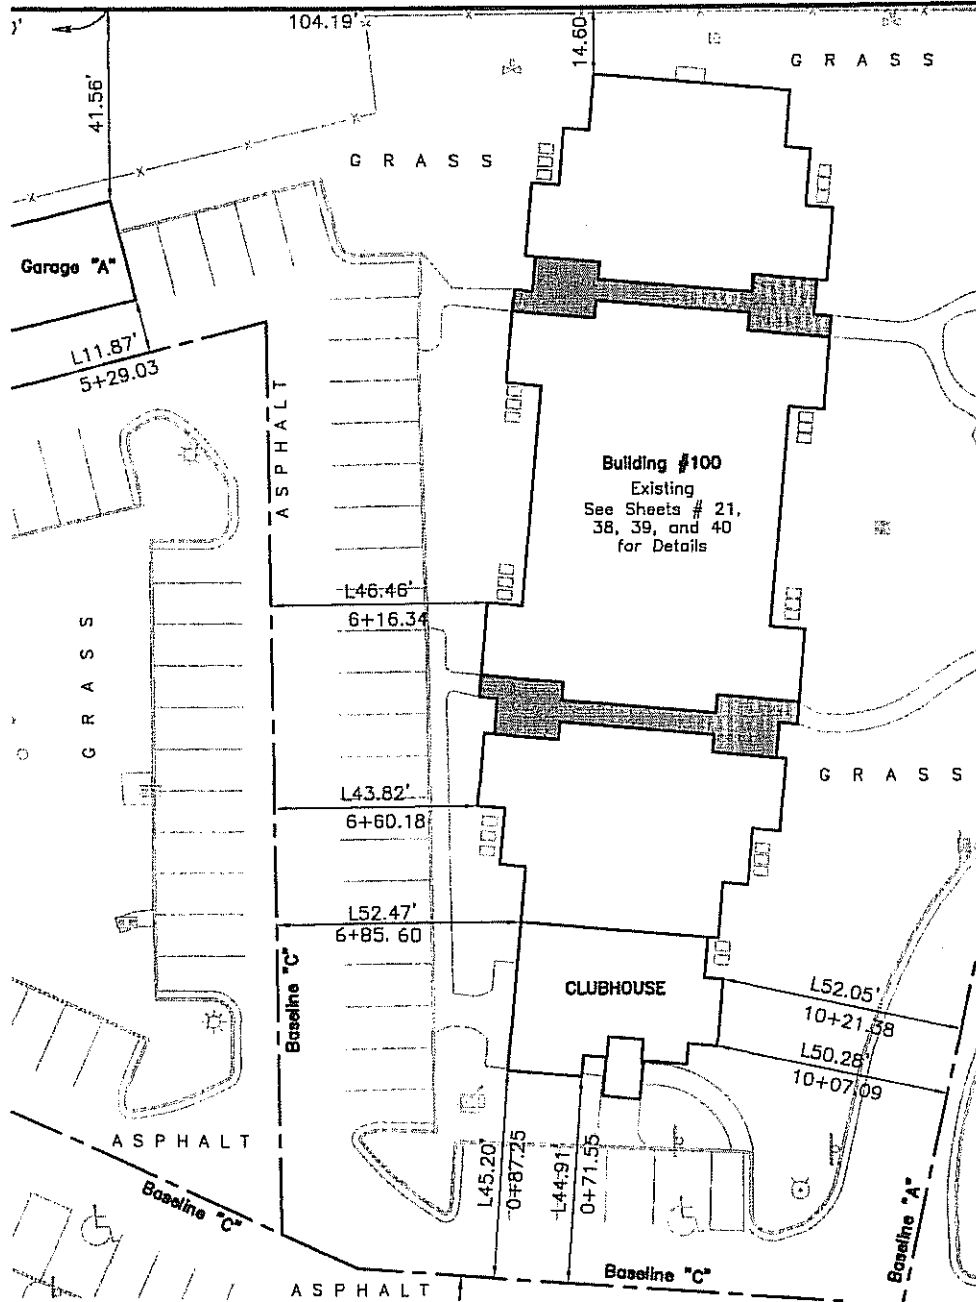 104.19'
14.60
GRASS
41.56'
GRASS
Garage "A"
L11.87'
5+29.03
ASPHALT
Building #100
Existing
See Sheets # 21,
38, 39, and 40
for Details
L46.46'
6+16.34
GRASS
GRASS
L43.82'
6+60.18
L52.47'
6+85.60
Baseline "C"
CLUBHOUSE
L52.05'
10+21.38
L50.28'
10+07.09
ASPHALT
Baseline "C"
L45.20'
0+87.25
L44.91'
0+71.55
Baseline "C"
Baseline "A"
ASPHALT